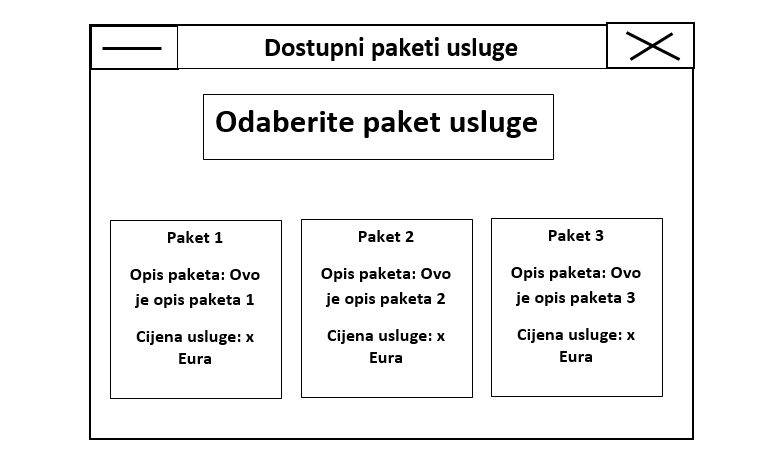 Dostupni paketi usluge
Odaberite paket usluge
Paket 1
Opis paketa: Ovo
je opis paketa 1
Cijena usluge: x
Eura
Paket 2
Opis paketa: Ovo
je opis paketa 2
Cijena usluge: x
Eura
Paket 3
Opis paketa: Ovo
je opis paketa 3
Cijena usluge: x
Eura